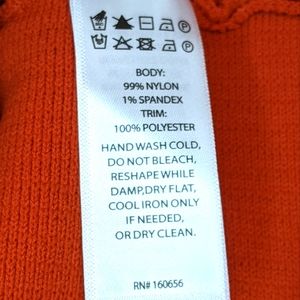 BODY:
99% NYLON
1% SPANDEX
TRIM:
100% POLYESTER
HAND WASH COLD,
DO NOT BLEACH,
RESHAPE WHILE
DAMP,DRY FLAT,
COOL IRON ONLY
IF NEEDED,
OR DRY CLEAN.
RN# 160656